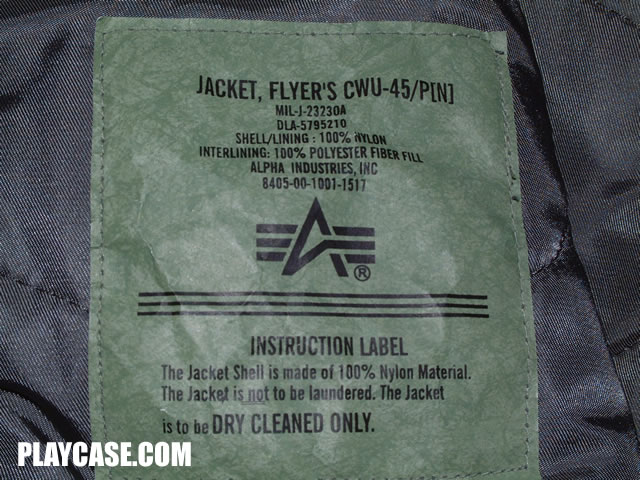 JACKET, FLYER'S CWU-45/P[N]
MIL-J-23230A
DLA-5795210
SHELL/LINING : 100% NYLON
INTERLINING: 100% POLYESTER FIBER FILL
ALPHA INDUSTRIES, INC
8405-00-1001-1517
®
INSTRUCTION LABEL
The Jacket Shell is made of 100% Nylon Material.
The Jacket is not to be laundered. The Jacket
is to be DRY CLEANED ONLY.
PLAYCASE.COM